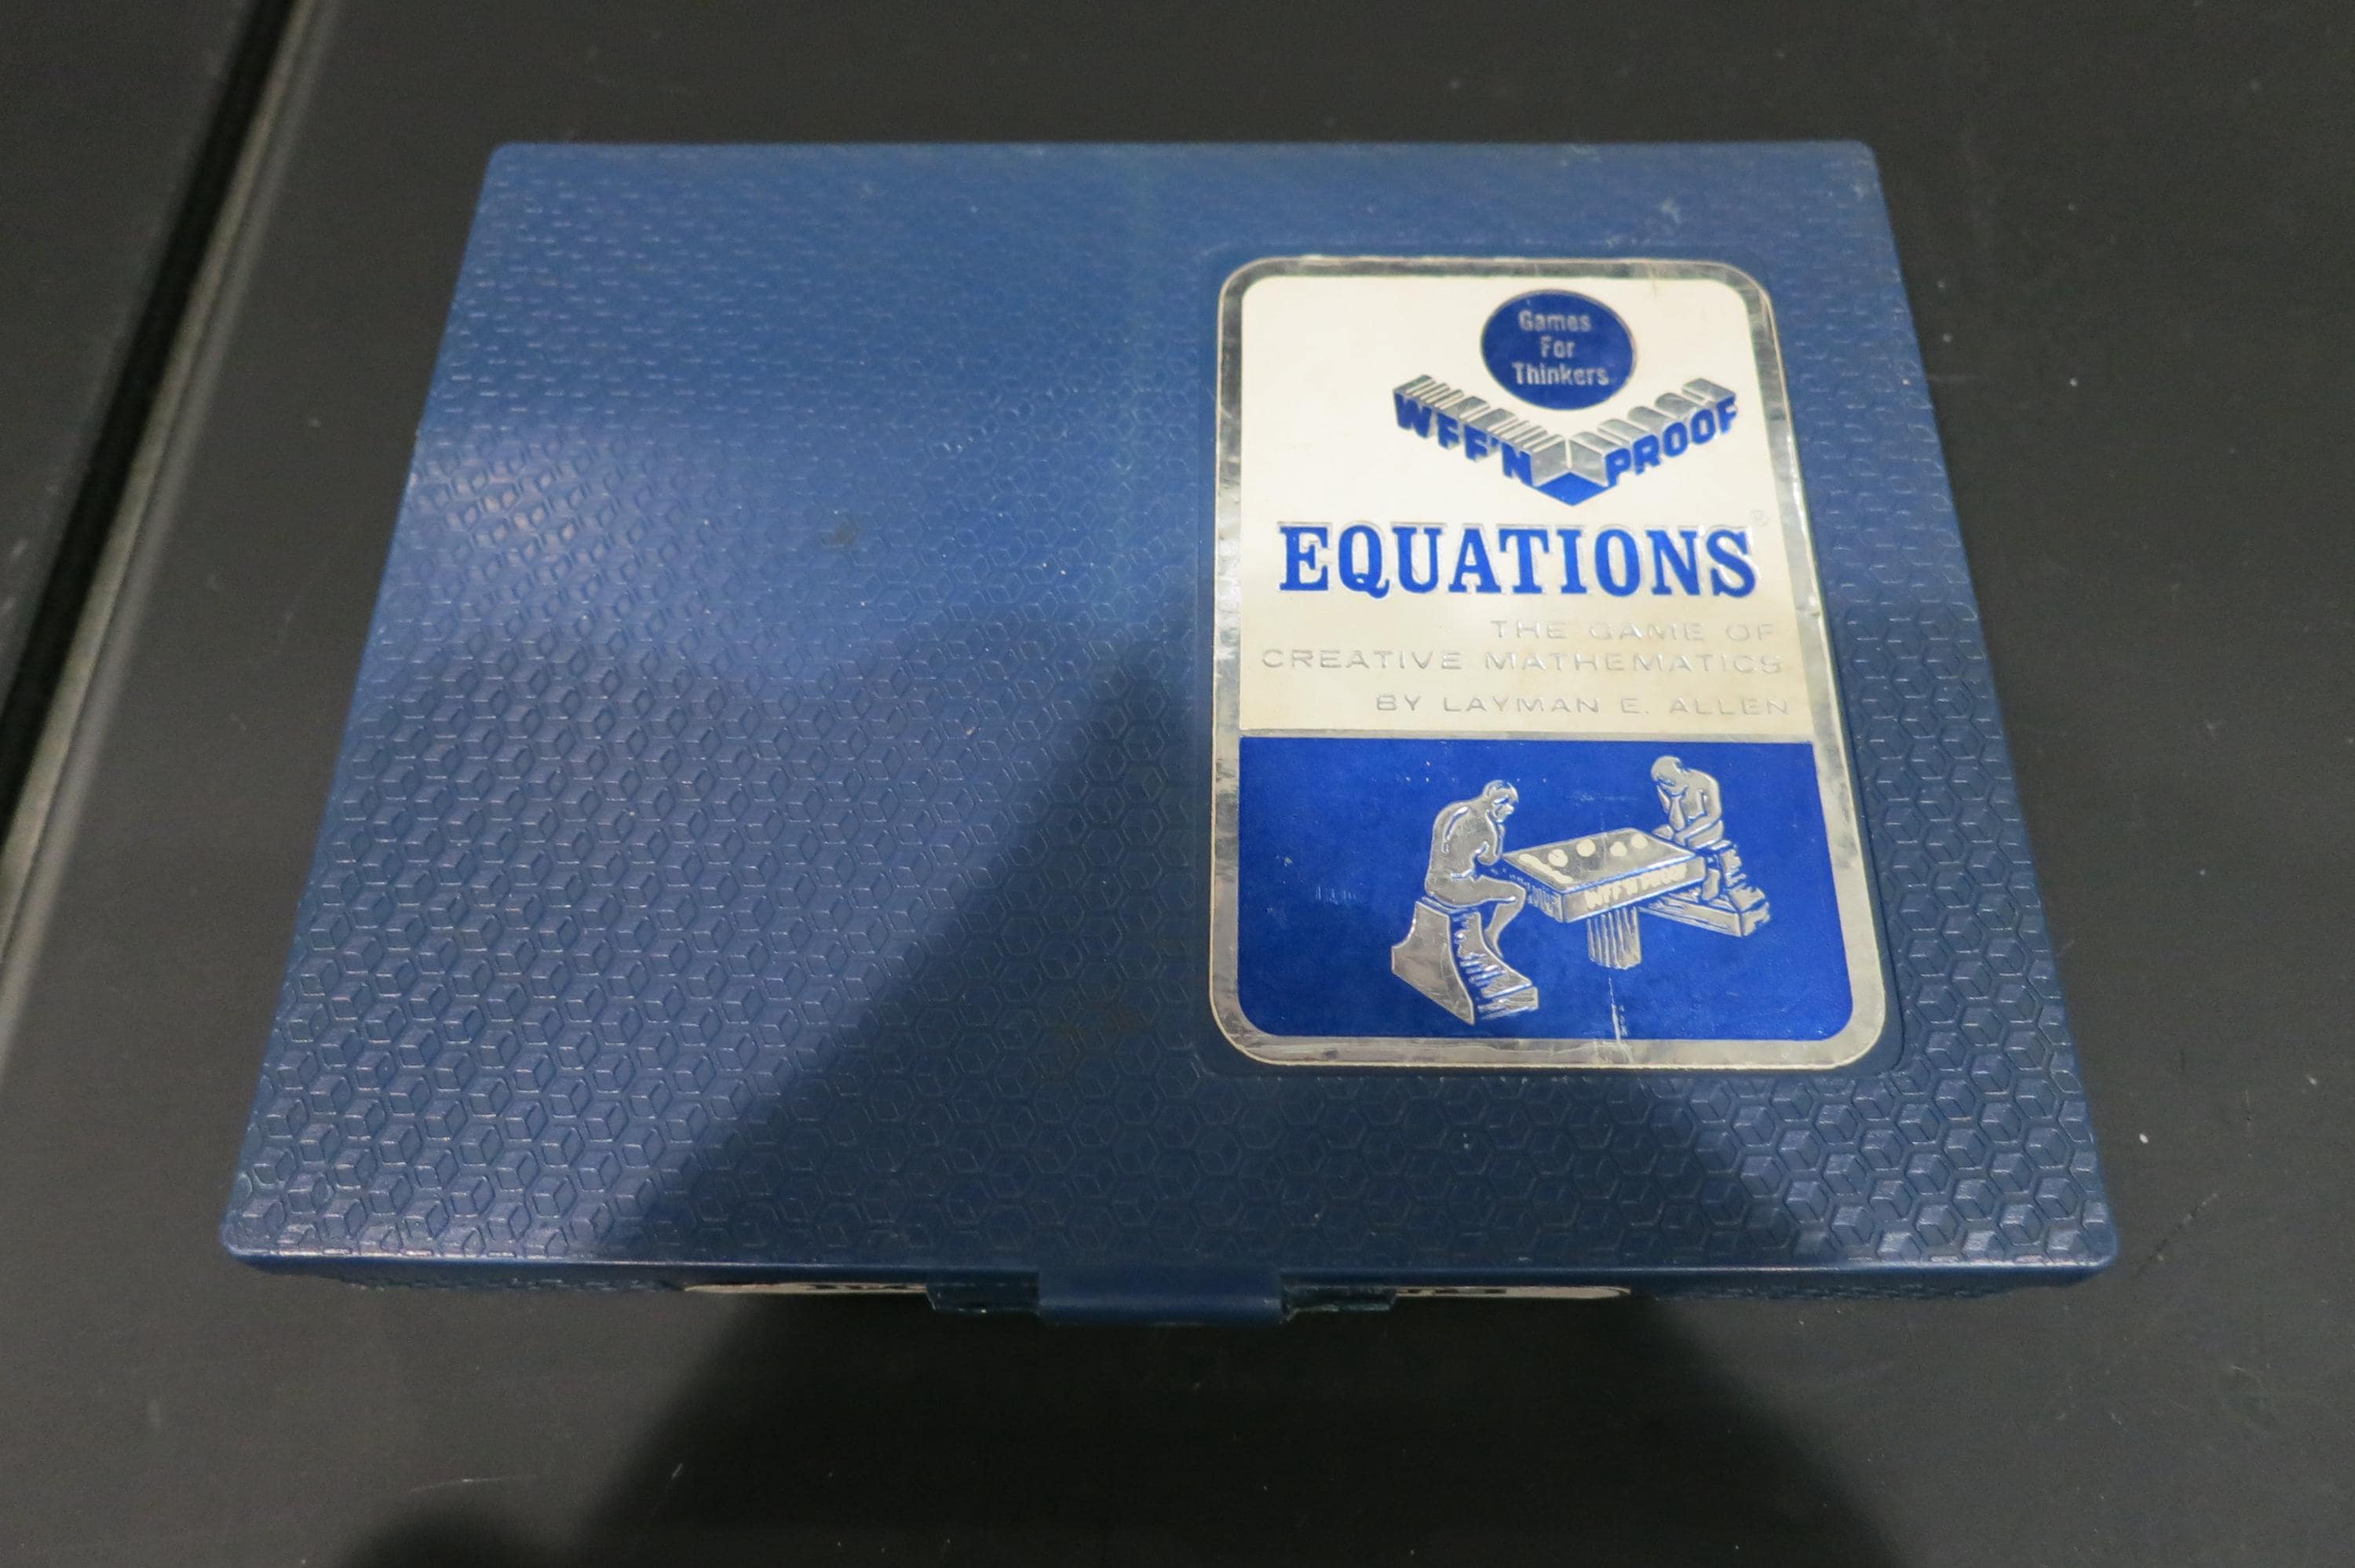 Games
For
Thinkers
WFF'N PROOF
EQUATIONS®
THE GAME OF
CREATIVE MATHEMATICS
BY LAYMAN E. ALLEN
WFF'N PROOF